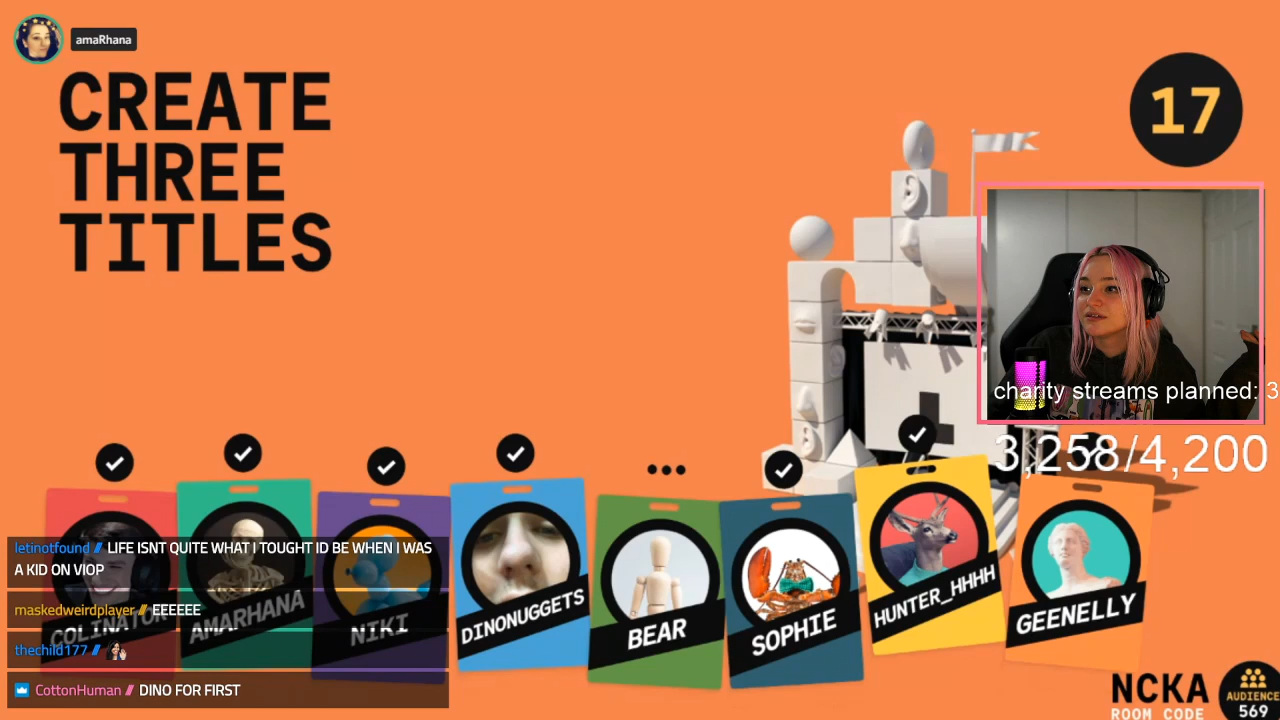 amaRhana
CREATE
THREE
TITLES
17
charity streams planned: 3
3,258/4,200
letinotfound // LIFE ISNT QUITE WHAT I TOUGHT ID BE WHEN I WAS
A KID ON VIOP
maskedweirdplayer // EEEEEE
thechild177 //
CottonHuman // DINO FOR FIRST
COLINATOR
AMARHANA
NIKI
DINONUGGETS
BEAR
SOPHIE
HUNTER_HHHH
GEENELLY
NCKA
ROOM CODE
AUDIENCE
569